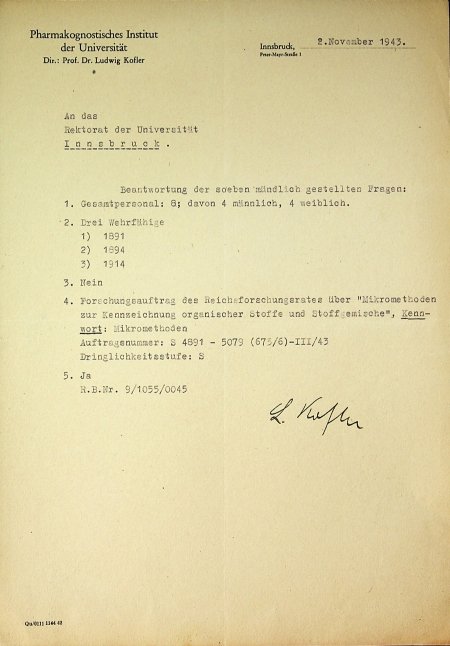 Pharmakognostisches Institut
der Universität
Dir.: Prof. Dr. Ludwig Kofler
Innsbruck, 2.November 1943.
Peter-Mayr-Straße 1
An das
Rektorat der Universität
Innsbruck.
Beantwortung der soeben mündlich gestellten Fragen:
1. Gesamtpersonal: 8; davon 4 männlich, 4 weiblich.
2. Drei Wehrfähige
1) 1891
2) 1894
3) 1914
3. Nein
4. Forschungsauftrag des Reichsforschungsrates über "Mikromethoden
zur Kennzeichnung organischer Stoffe und Stoffgemische", Kenn-
wort: Mikromethoden
Auftragsnummer: S 4891 - 5079 (675/6)-III/43
Dringlichkeitsstufe: S
5. Ja
R.B.Nr. 9/1055/0045
L. Kofler
Qu/0111 1344 42